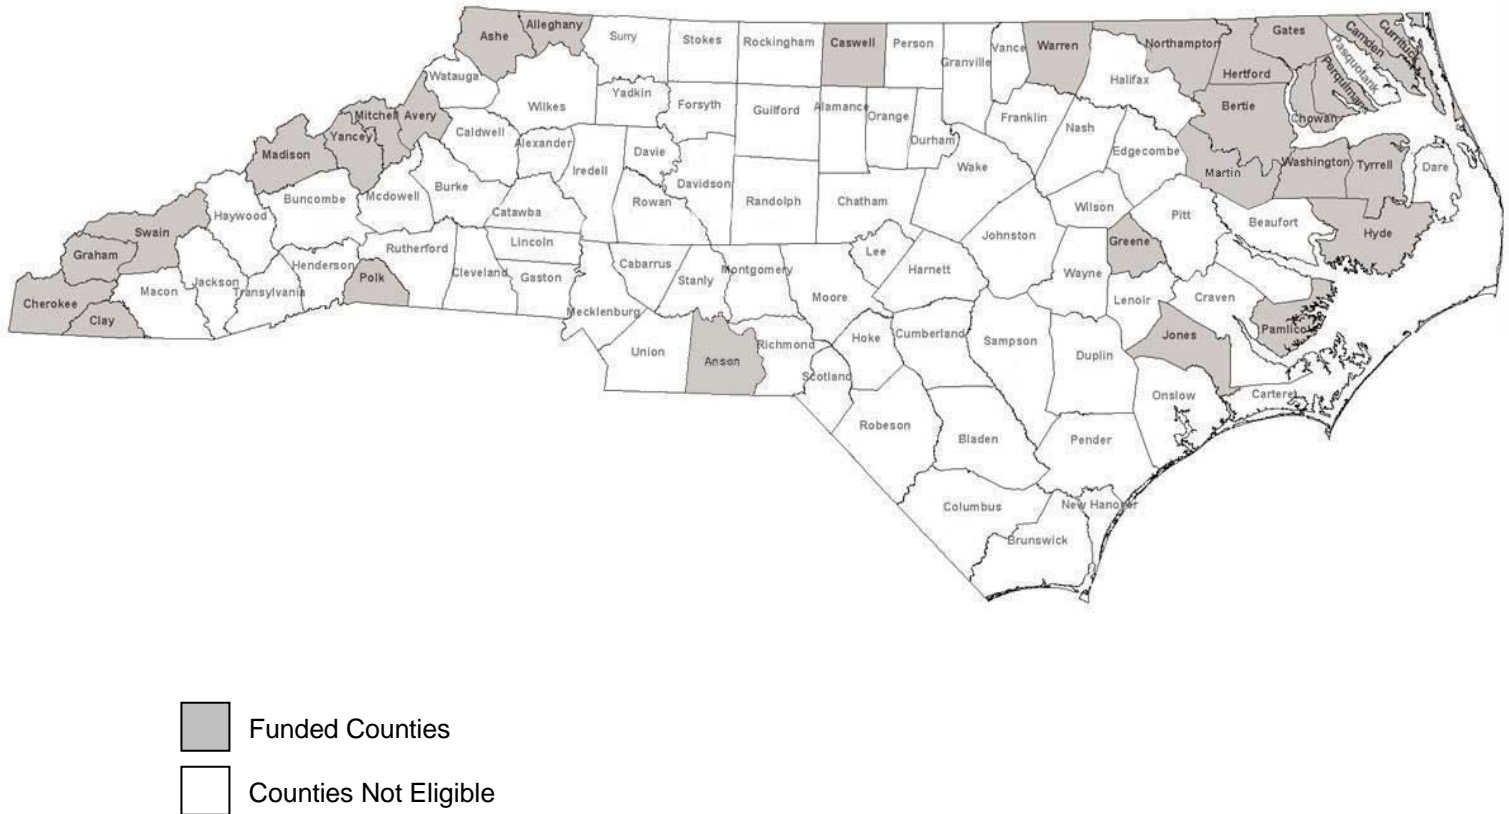 Ashe
Alleghany
Surry
Stokes
Rockingham
Caswell
Person
Granville
Vance
Warren
Northampton
Gates
Camden
Currituck
Pasquotank
Perquimans
Halifax
Hertford
Bertie
Chowan
Watauga
Wilkes
Yadkin
Forsyth
Guilford
Alamance
Orange
Durham
Franklin
Nash
Edgecombe
Martin
Washington
Tyrrell
Dare
Mitchell
Avery
Yancey
Madison
Caldwell
Alexander
Iredell
Davie
Davidson
Randolph
Chatham
Wake
Wilson
Pitt
Beaufort
Hyde
Swain
Haywood
Buncombe
Mcdowell
Burke
Catawba
Rowan
Johnston
Greene
Graham
Cherokee
Clay
Macon
Jackson
Transylvania
Henderson
Polk
Rutherford
Cleveland
Lincoln
Gaston
Mecklenburg
Cabarrus
Stanly
Montgomery
Moore
Lee
Harnett
Wayne
Lenoir
Craven
Pamlico
Jones
Union
Anson
Richmond
Scotland
Hoke
Cumberland
Sampson
Duplin
Onslow
Carteret
Robeson
Bladen
Pender
Columbus
New Hanover
Brunswick
Funded Counties
Counties Not Eligible